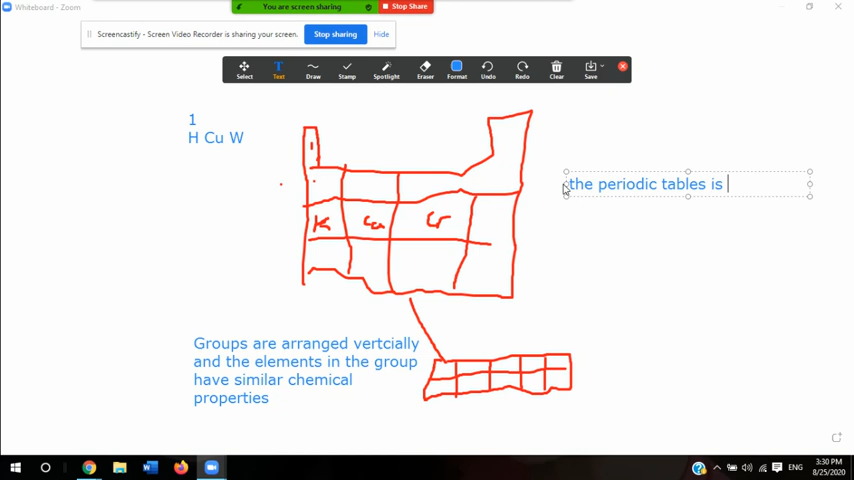 Whiteboard - Zoom
You are screen sharing
Stop Share
Screencastify - Screen Video Recorder is sharing your screen.
Stop sharing
Hide
Select
Text
Draw
Stamp
Spotlight
Eraser
Format
Undo
Redo
Clear
Save
1
H Cu W
the periodic tables is
K
Ca
Cr
Groups are arranged vertcially
and the elements in the group
have similar chemical
properties
ENG
3:30 PM
8/25/2020